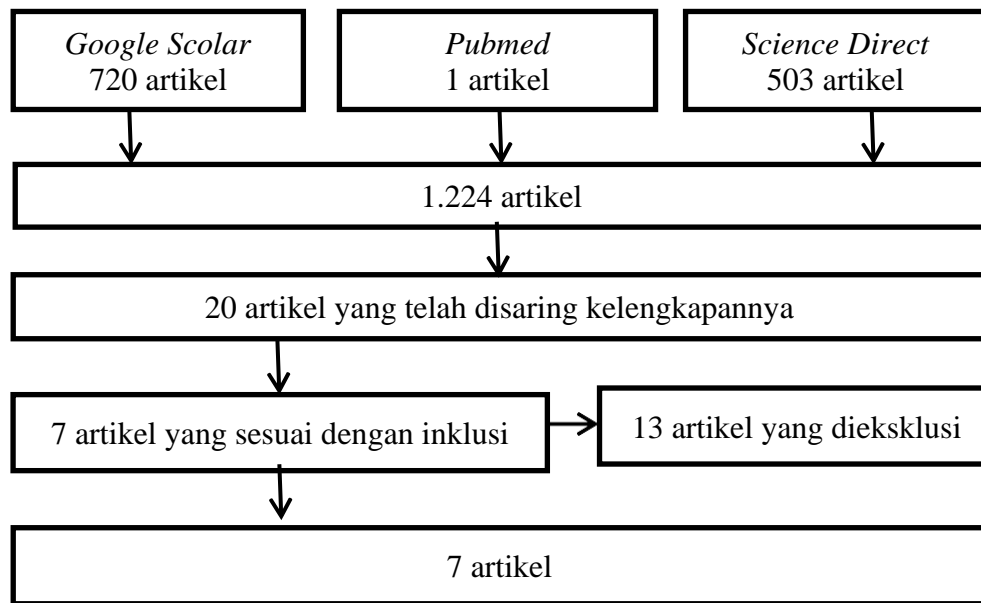 Google Scolar
720 artikel
Pubmed
1 artikel
Science Direct
503 artikel
1.224 artikel
20 artikel yang telah disaring kelengkapannya
7 artikel yang sesuai dengan inklusi
13 artikel yang dieksklusi
7 artikel